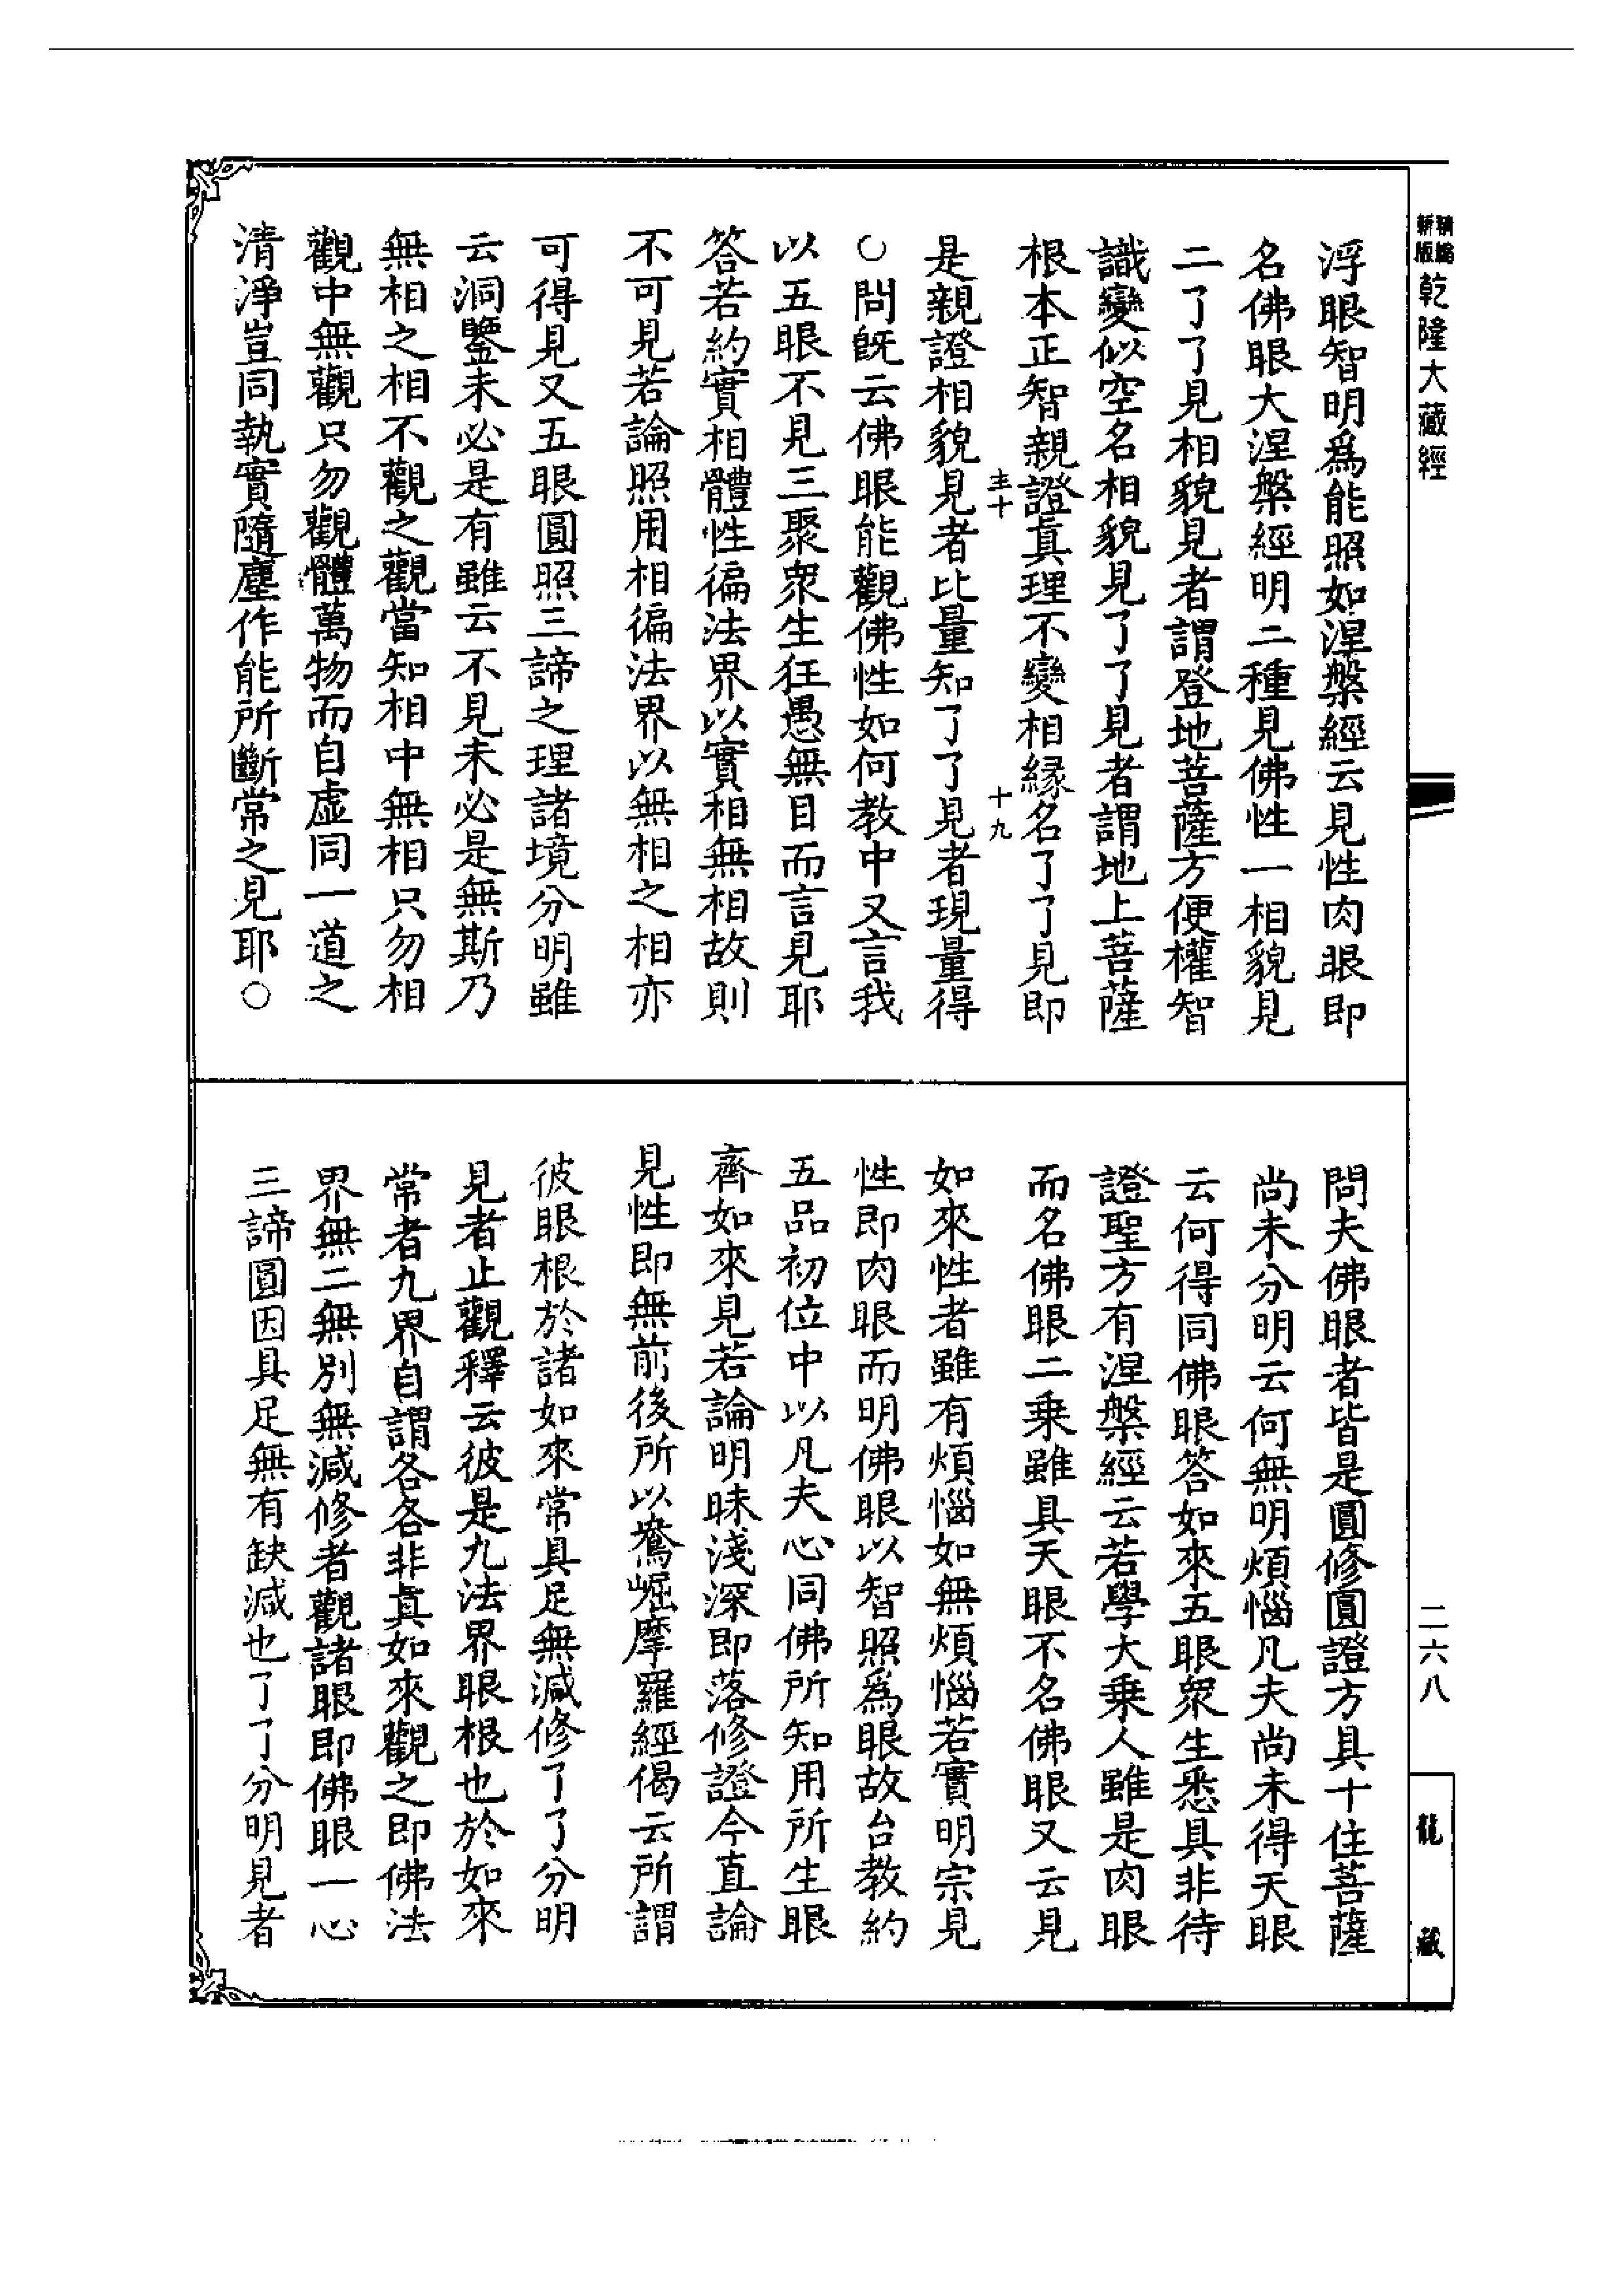 精編
新版
乾隆大藏經
浮眼智明爲能照如涅槃經云見性肉眼即
名佛眼大涅槃經明二種見佛性一相貌見
二了了見相貌見者謂登地菩薩方便權智
識變似空名相貌見了了見者謂地上菩薩
根本正智親證真理不變相緣名了了見即
十九
是親證相貌見者比量知了了見者現量得
○問旣云佛眼能觀佛性如何教中又言我
以五眼不見三聚衆生狂愚無目而言見耶
答若約實相體性徧法界以實相無相故則
不可見若論照用相徧法界以無相之相亦
可得見又五眼圓照三諦之理諸境分明雖
云洞鑒未必是有雖云不見未必是無斯乃
無相之相不觀之觀當知相中無相只勿相
觀中無觀只勿觀體萬物而自虛同一道之
清淨豈同執實隨塵作能所斷常之見耶○
問夫佛眼者皆是圓修圓證方具十住菩薩
尚未分明云何無明煩惱凡夫尚未得天眼
云何得同佛眼答如來五眼衆生悉具非待
證聖方有涅槃經云若學大乗人雖是肉眼
而名佛眼二乗雖具天眼不名佛眼又云見
如來性者雖有煩惱如無煩惱若實明宗見
性即肉眼而明佛眼以智照爲眼故台教約
五品初位中以凡夫心同佛所知用所生眼
齊如來見若論明昧淺深即落修證今直論
見性即無前後所以鴦崛摩羅經偈云所謂
彼眼根於諸如來常具足無減修了了分明
見者止觀釋云彼是九法界眼根也於如來
常者九界自謂各各非真如來觀之即佛法
界無二無別無減修者觀諸眼即佛眼一心
三諦圓因具足無有缺減也了了分明見者
二六八
龍藏